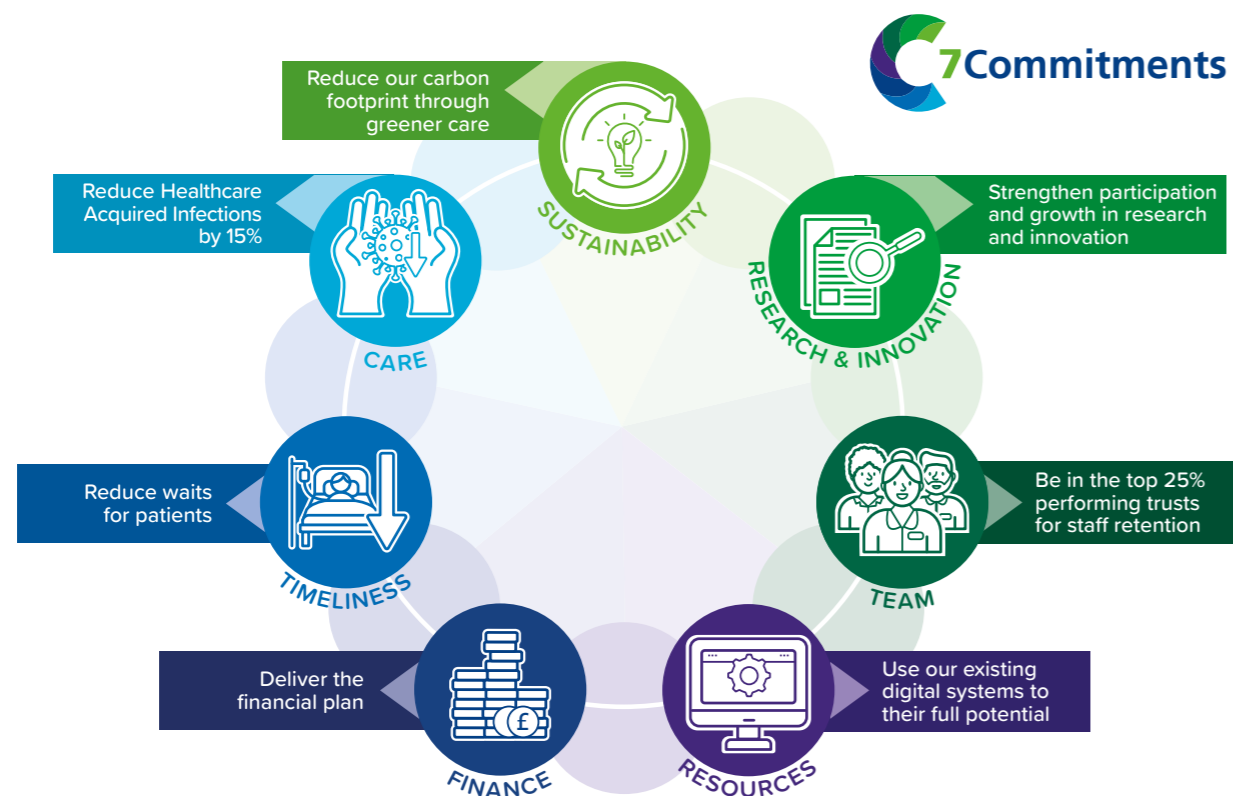 7Commitments
Reduce our carbon
footprint through
greener care
SUSTAINABILITY
Strengthen participation
and growth in research
and innovation
RESEARCH & INNOVATION
Be in the top 25%
performing trusts
for staff retention
TEAM
Use our existing
digital systems to
their full potential
RESOURCES
Deliver the
financial plan
£
FINANCE
Reduce waits
for patients
TIMELINESS
Reduce Healthcare
Acquired Infections
by 15%
CARE